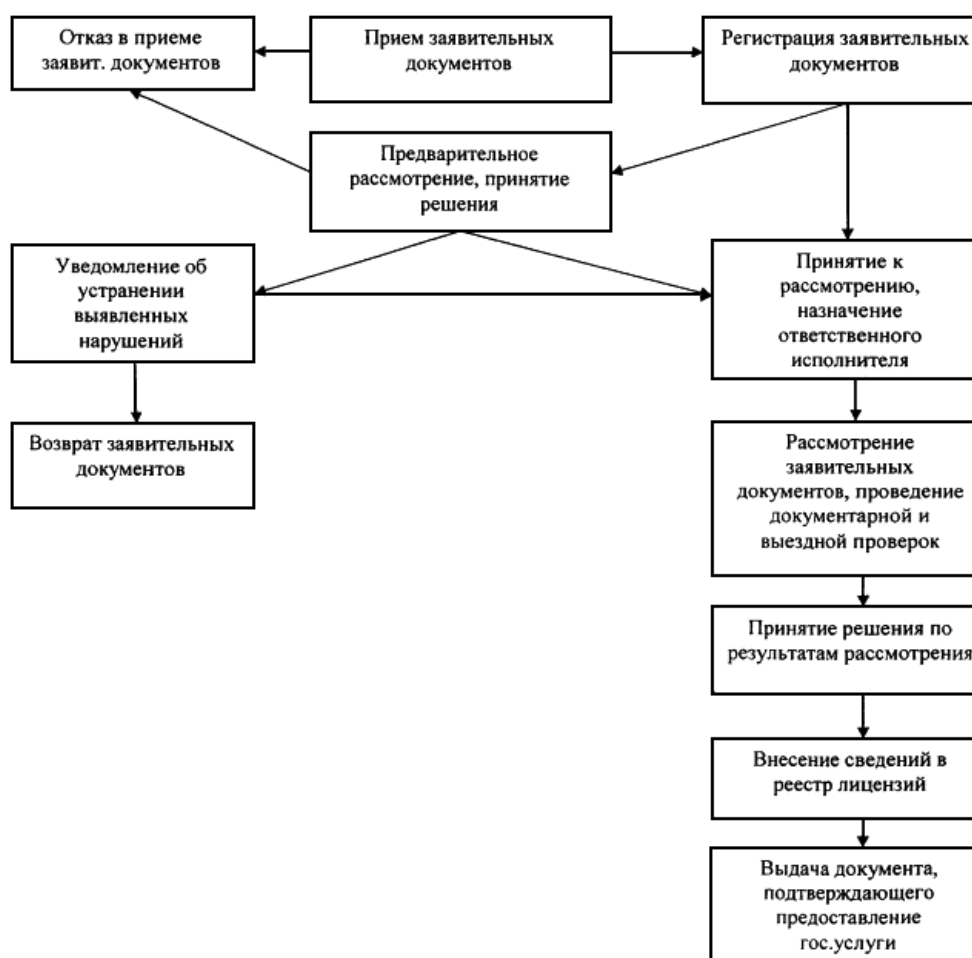 Отказ в приеме
заявит. документов
Прием заявительных
документов
Регистрация заявительных
документов
Предварительное
рассмотрение, принятие
решения
Уведомление об
устранении
выявленных
нарушений
Принятие к
рассмотрению,
назначение
ответственного
исполнителя
Возврат заявительных
документов
Рассмотрение
заявительных
документов, проведение
документарной и
выездной проверок
Принятие решения по
результатам рассмотрения
Внесение сведений в
реестр лицензий
Выдача документа,
подтверждающего
предоставление
гос.услуги